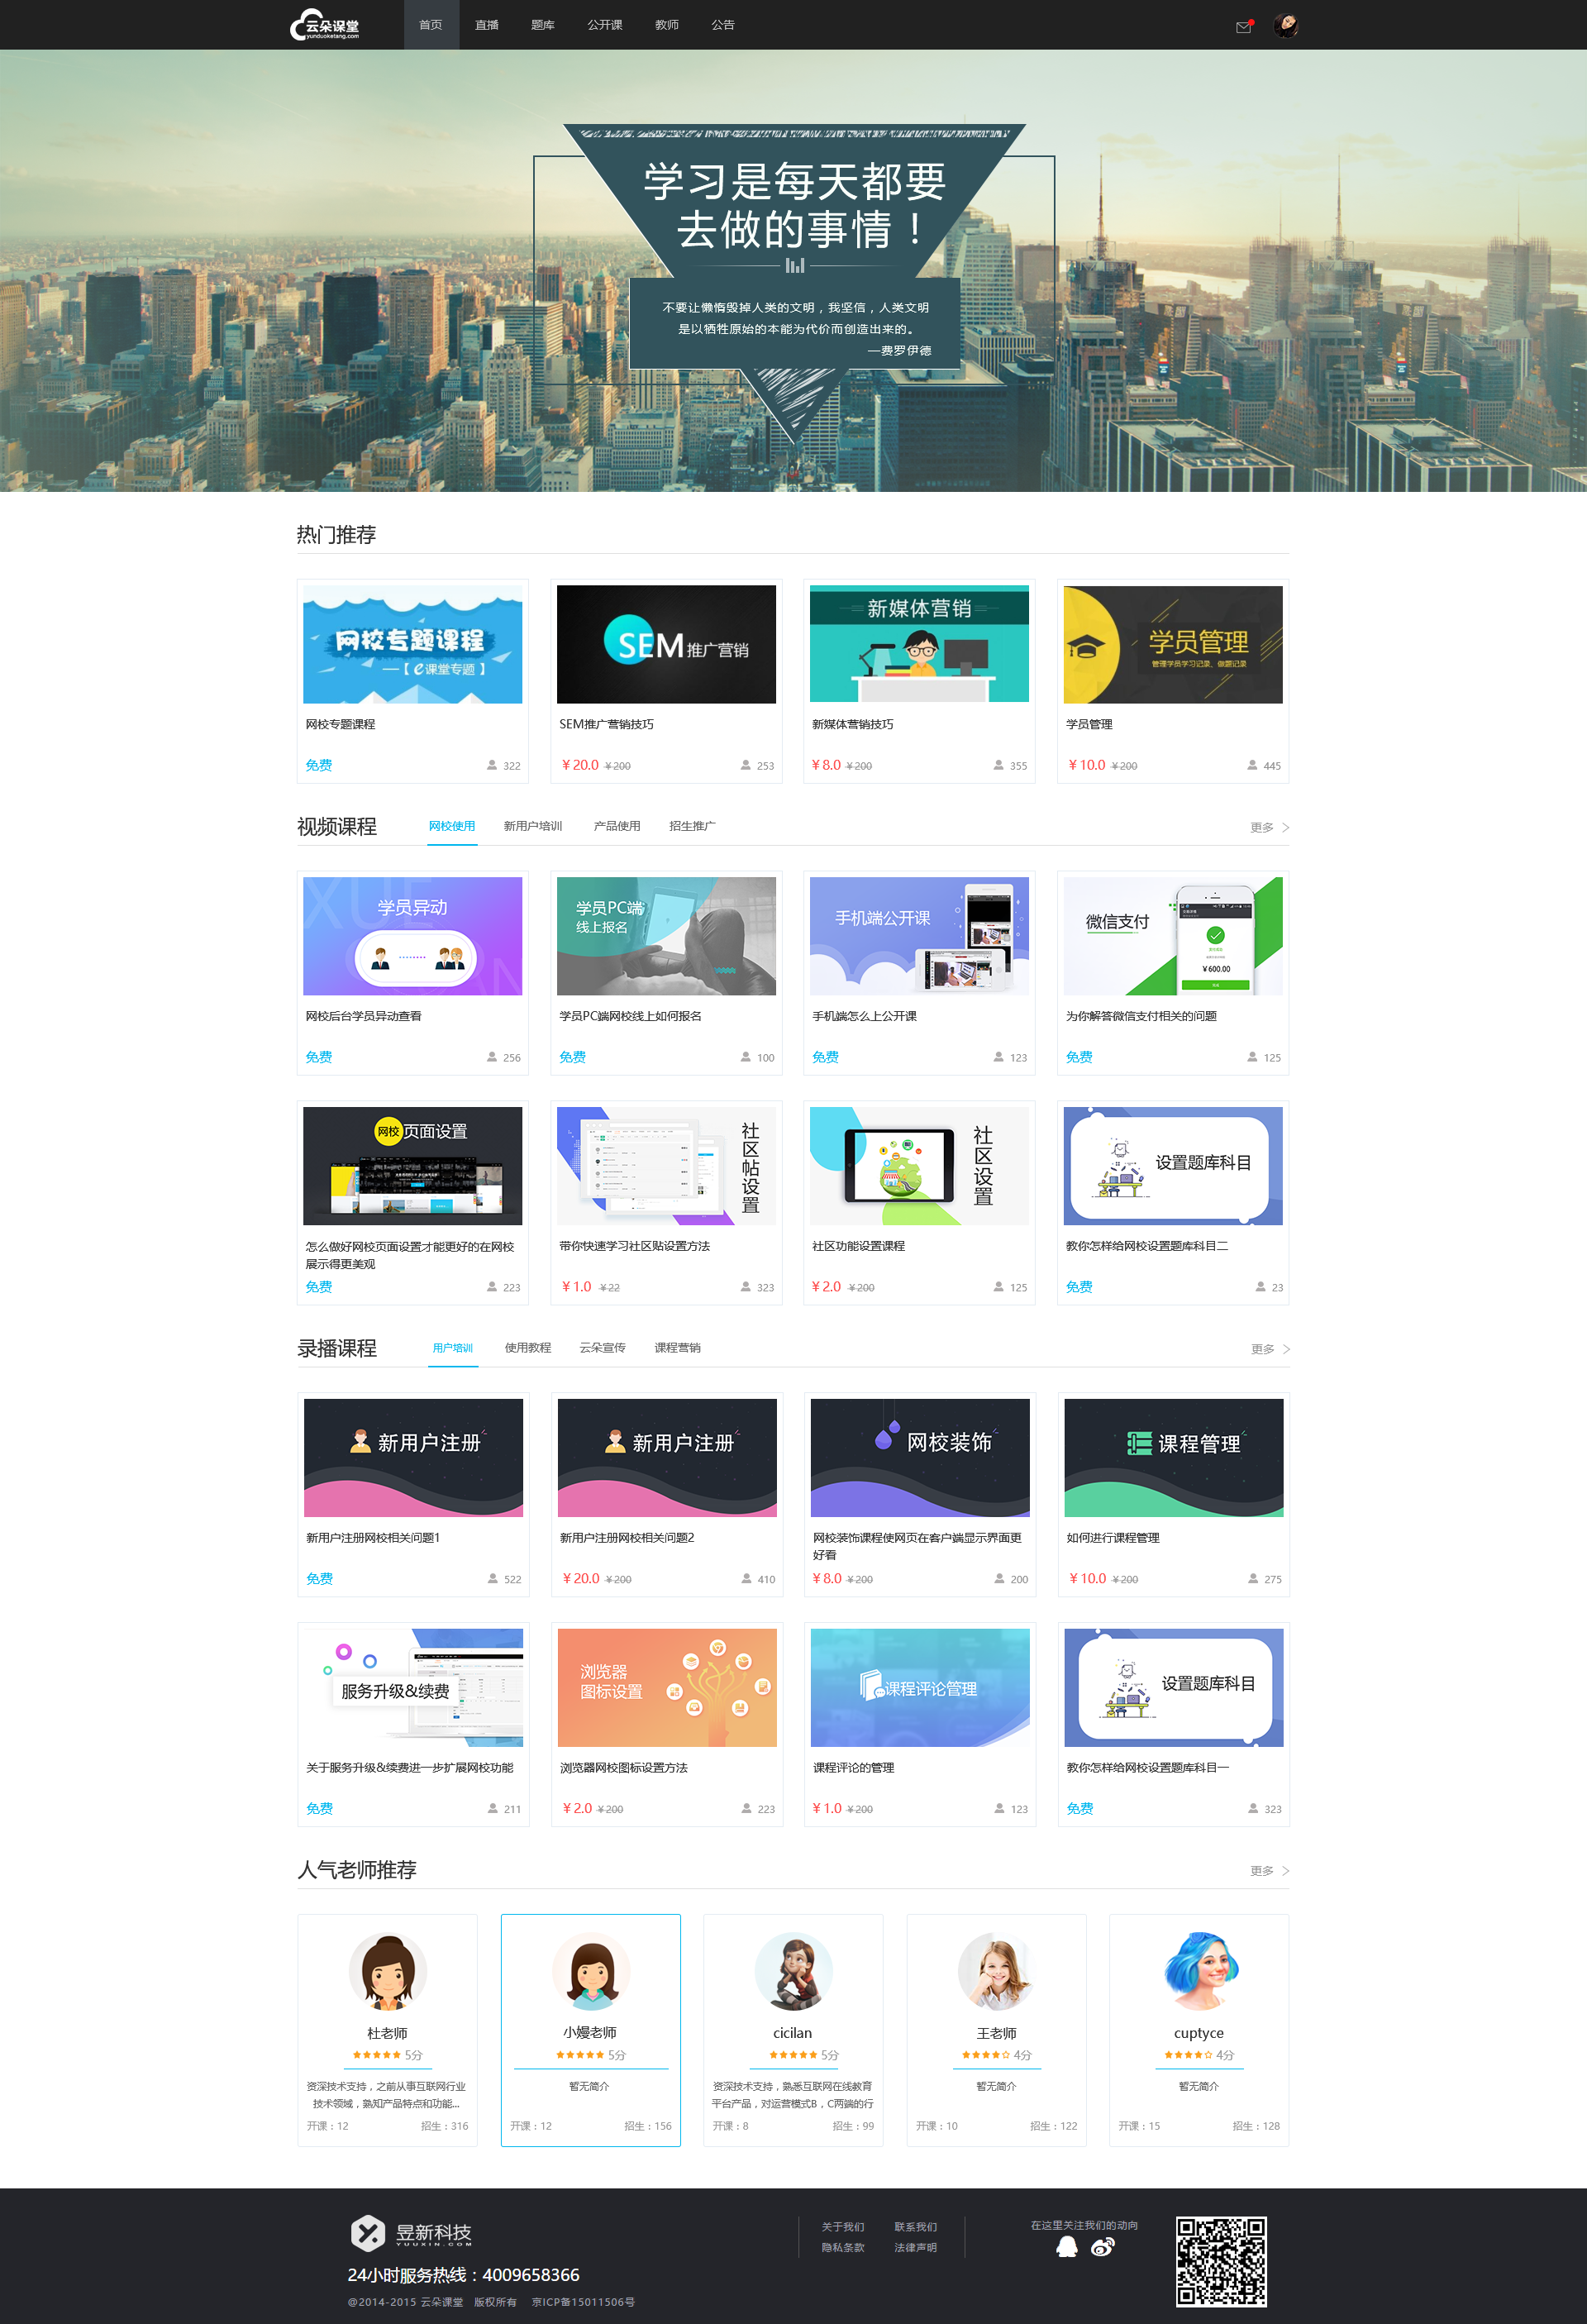 云朵课堂
yunduoketang.com
首页 直播 题库 公开课 教师 公告
学习是每天都要
去做的事情！
不要让懒惰毁掉人类的文明，我坚信，人类文明
是以牺牲原始的本能为代价而创造出来的。
—费罗伊德
热门推荐
网校专题课程
—【e课堂专题】
SEM推广营销
新媒体营销
学员管理
管理学员学习记录、做题记录
网校专题课程
SEM推广营销技巧
新媒体营销技巧
学员管理
免费 322
￥20.0 ￥200 253
￥8.0 ￥200 355
￥10.0 ￥200 445
视频课程 网校使用 新用户培训 产品使用 招生推广 更多
学员异动
学员PC端
线上报名
手机端公开课
微信支付
￥600.00
网校后台学员异动查看
学员PC端网校线上如何报名
手机端怎么上公开课
为你解答微信支付相关的问题
免费 256
免费 100
免费 123
免费 125
网校页面设置
社区帖设置
社区设置
设置题库科目
怎么做好网校页面设置才能更好的在网校
展示得更美观
带你快速学习社区贴设置方法
社区功能设置课程
教你怎样给网校设置题库科目二
免费 223
￥1.0 ￥22 323
￥2.0 ￥200 125
免费 23
录播课程 用户培训 使用教程 云朵宣传 课程营销 更多
新用户注册
新用户注册
网校装饰
课程管理
新用户注册网校相关问题1
新用户注册网校相关问题2
网校装饰课程使网页在客户端显示界面更
好看
如何进行课程管理
免费 522
￥20.0 ￥200 410
￥8.0 ￥200 200
￥10.0 ￥200 275
服务升级&续费
浏览器
图标设置
课程评论管理
设置题库科目
关于服务升级&续费进一步扩展网校功能
浏览器网校图标设置方法
课程评论的管理
教你怎样给网校设置题库科目一
免费 211
￥2.0 ￥200 223
￥1.0 ￥200 123
免费 323
人气老师推荐 更多
杜老师
5分
资深技术支持，之前从事互联网行业
技术领域，熟知产品特点和功能...
开课：12 招生：316
小嫚老师
5分
暂无简介
开课：12 招生：156
cicilan
5分
资深技术支持，熟悉互联网在线教育
平台产品，对运营模式B，C两端的行
开课：8 招生：99
王老师
4分
暂无简介
开课：10 招生：122
cuptyce
4分
暂无简介
开课：15 招生：128
昱新科技
YUUXIN.COM
24小时服务热线：4009658366
@2014-2015 云朵课堂 版权所有 京ICP备15011506号
关于我们 联系我们
隐私条款 法律声明
在这里关注我们的动向